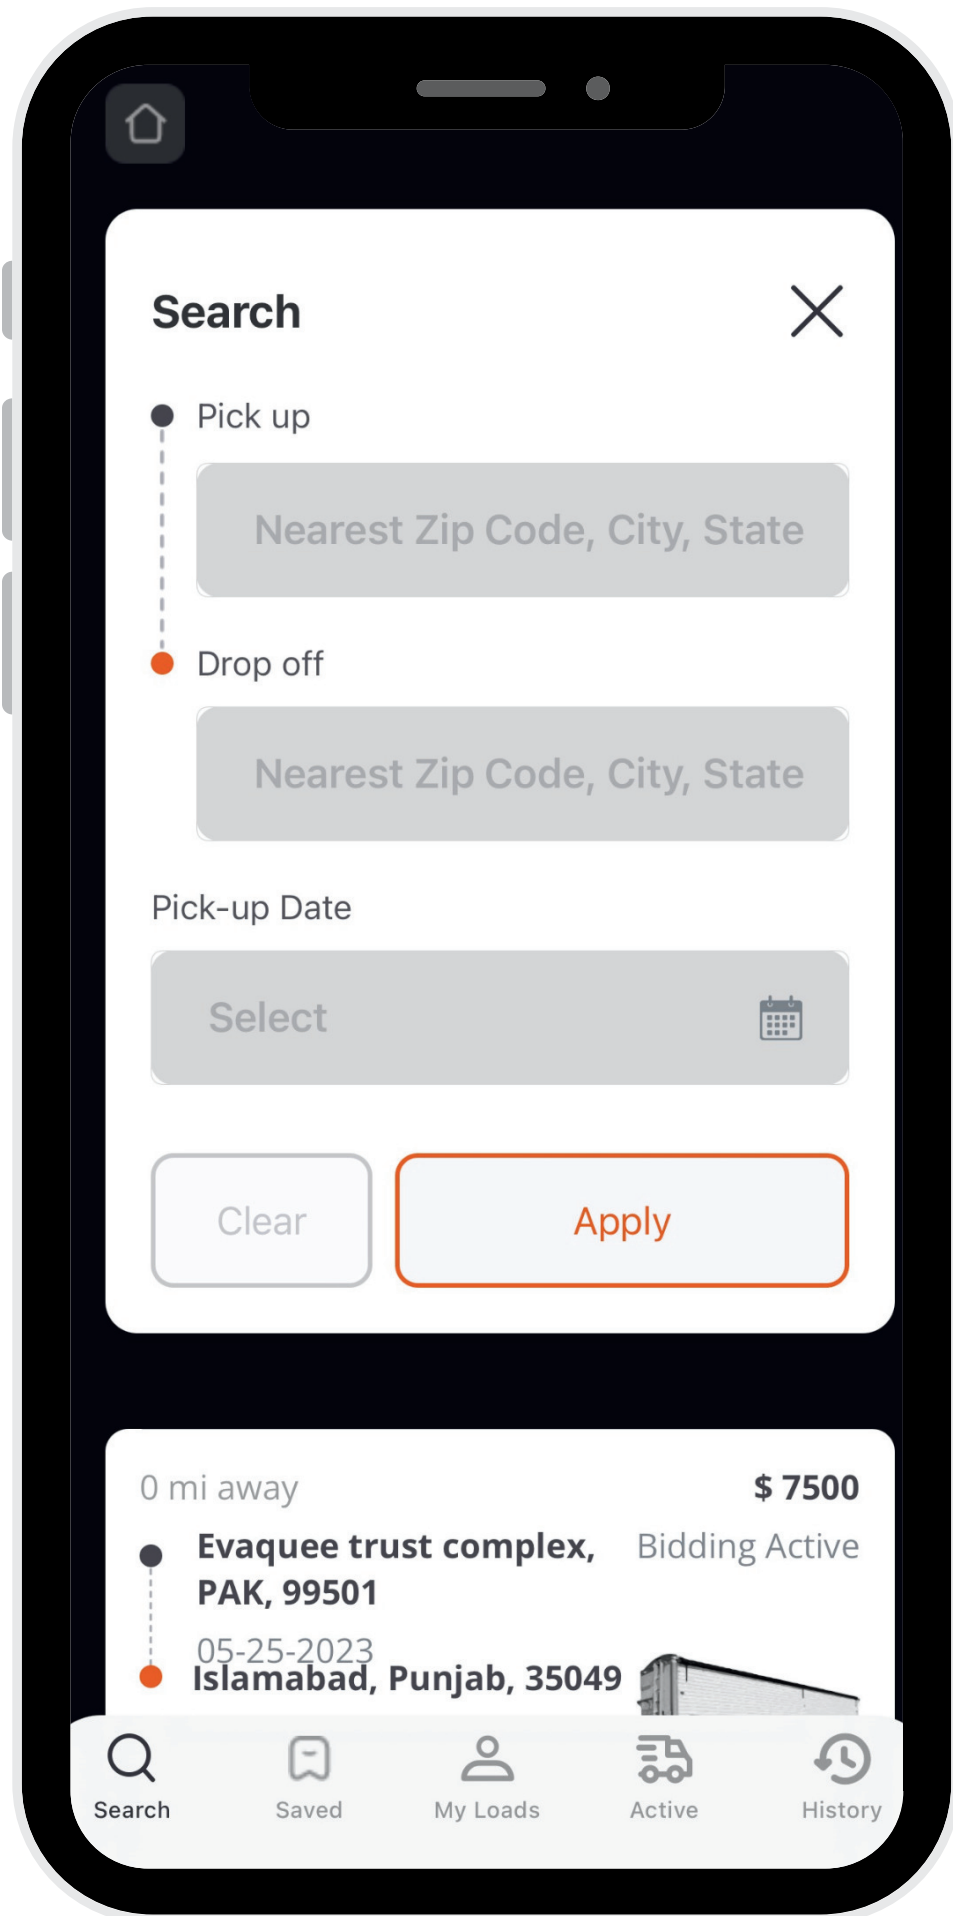 Search
Pick up
Nearest Zip Code, City, State
Drop off
Nearest Zip Code, City, State
Pick-up Date
Select
Clear
Apply
0 mi away
$ 7500
Evaquee trust complex,
Bidding Active
PAK, 99501
05-25-2023
Islamabad, Punjab, 35049
Search
Saved
My Loads
Active
History